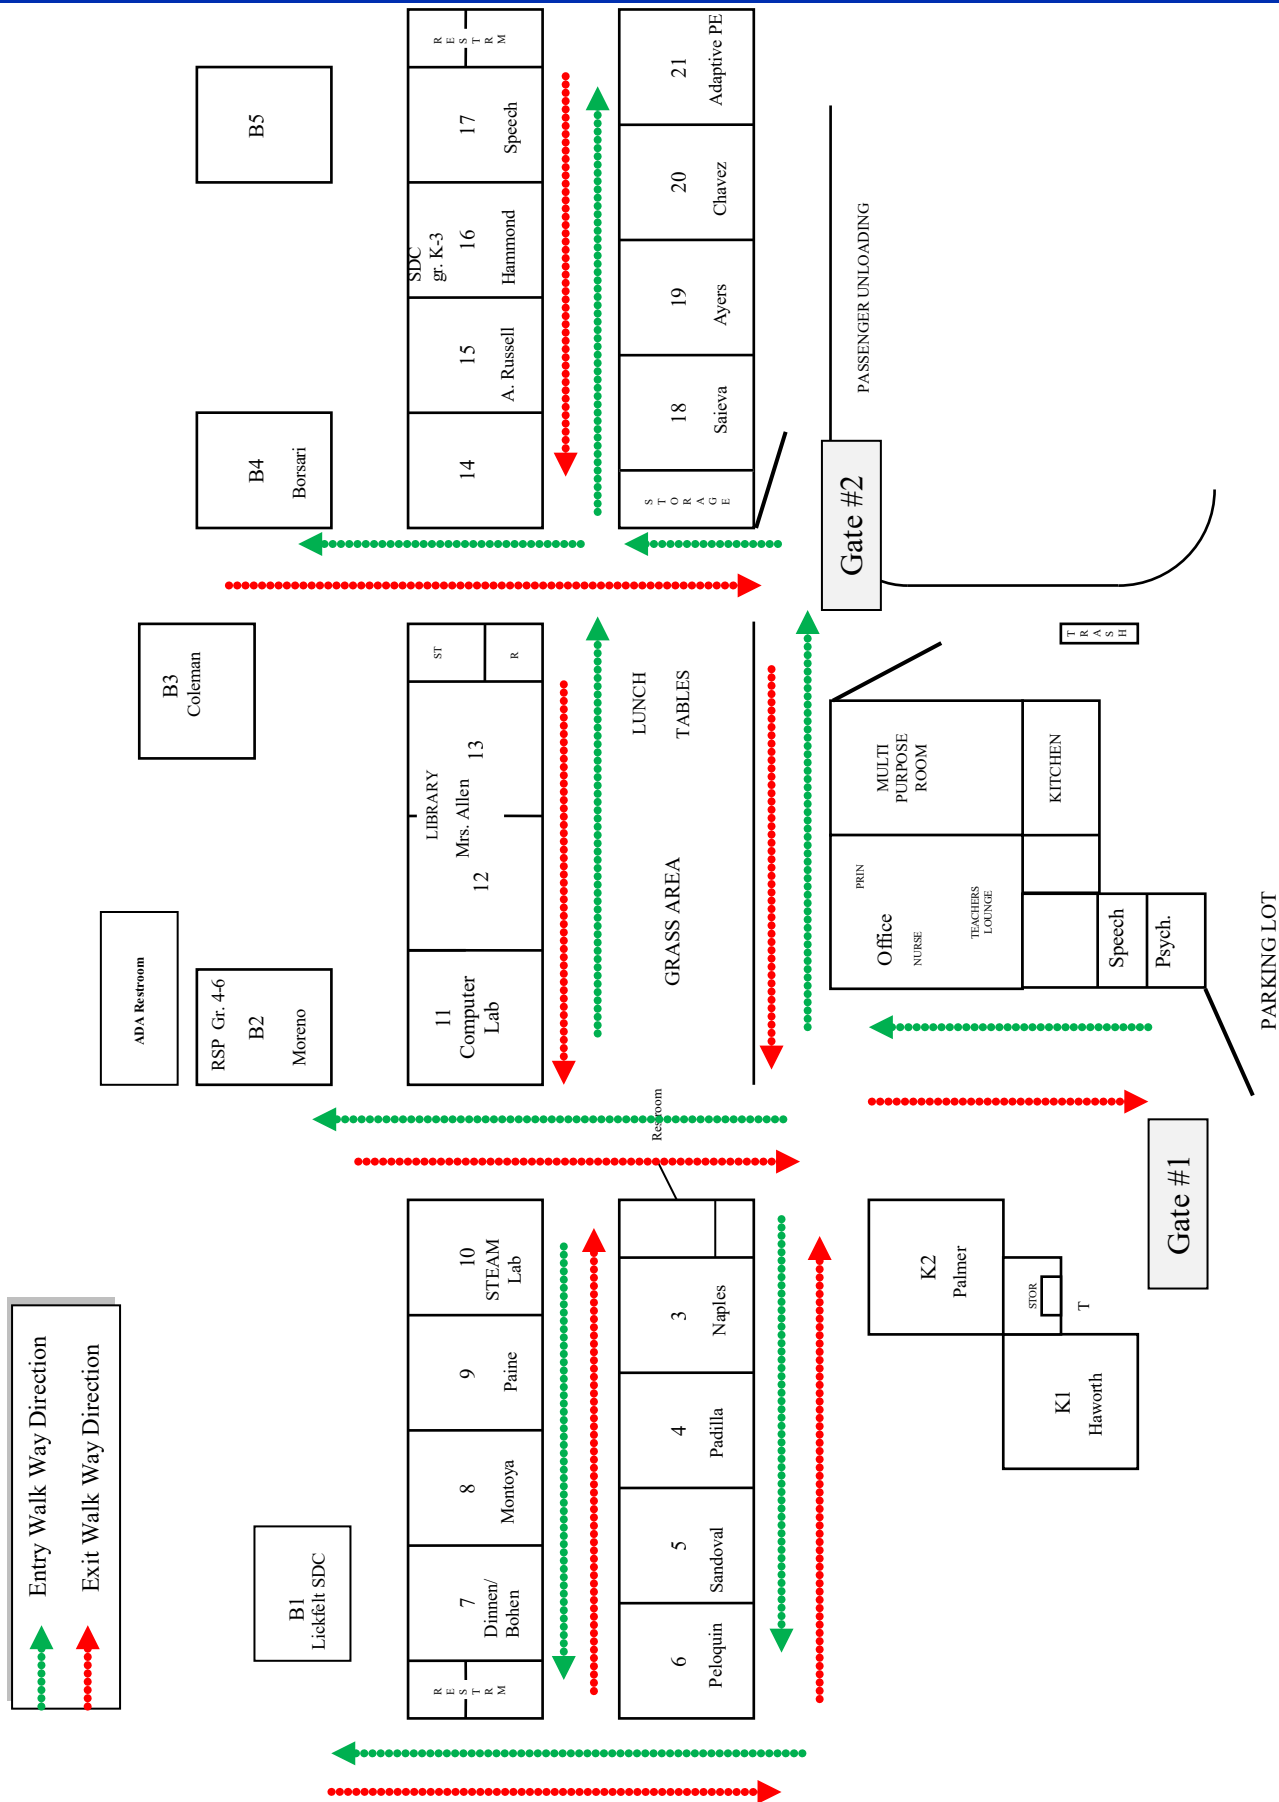 Entry Walk Way Direction
Exit Walk Way Direction
ADA Restroom
B1
Lickfelt SDC
RSP Gr. 4-6
B2
Moreno
B3
Coleman
B4
Borsari
B5
RESTRM
7
Dinnen/
Bohen
8
Montoya
9
Paine
10
STEAM
Lab
11
Computer
Lab
LIBRARY
Mrs. Allen
12
13
ST
R
14
15
A. Russell
SDC
gr. K-3
16
Hammond
17
Speech
RESTRM
6
Peloquin
5
Sandoval
4
Padilla
3
Naples
Restroom
GRASS AREA
LUNCH
TABLES
STORAGE
18
Saieva
19
Ayers
20
Chavez
21
Adaptive PE
K1
Haworth
K2
Palmer
STOR
T
Gate #1
Office
PRIN
NURSE
TEACHERS
LOUNGE
Speech
Psych.
MULTI
PURPOSE
ROOM
KITCHEN
TRASH
Gate #2
PASSENGER UNLOADING
PARKING LOT